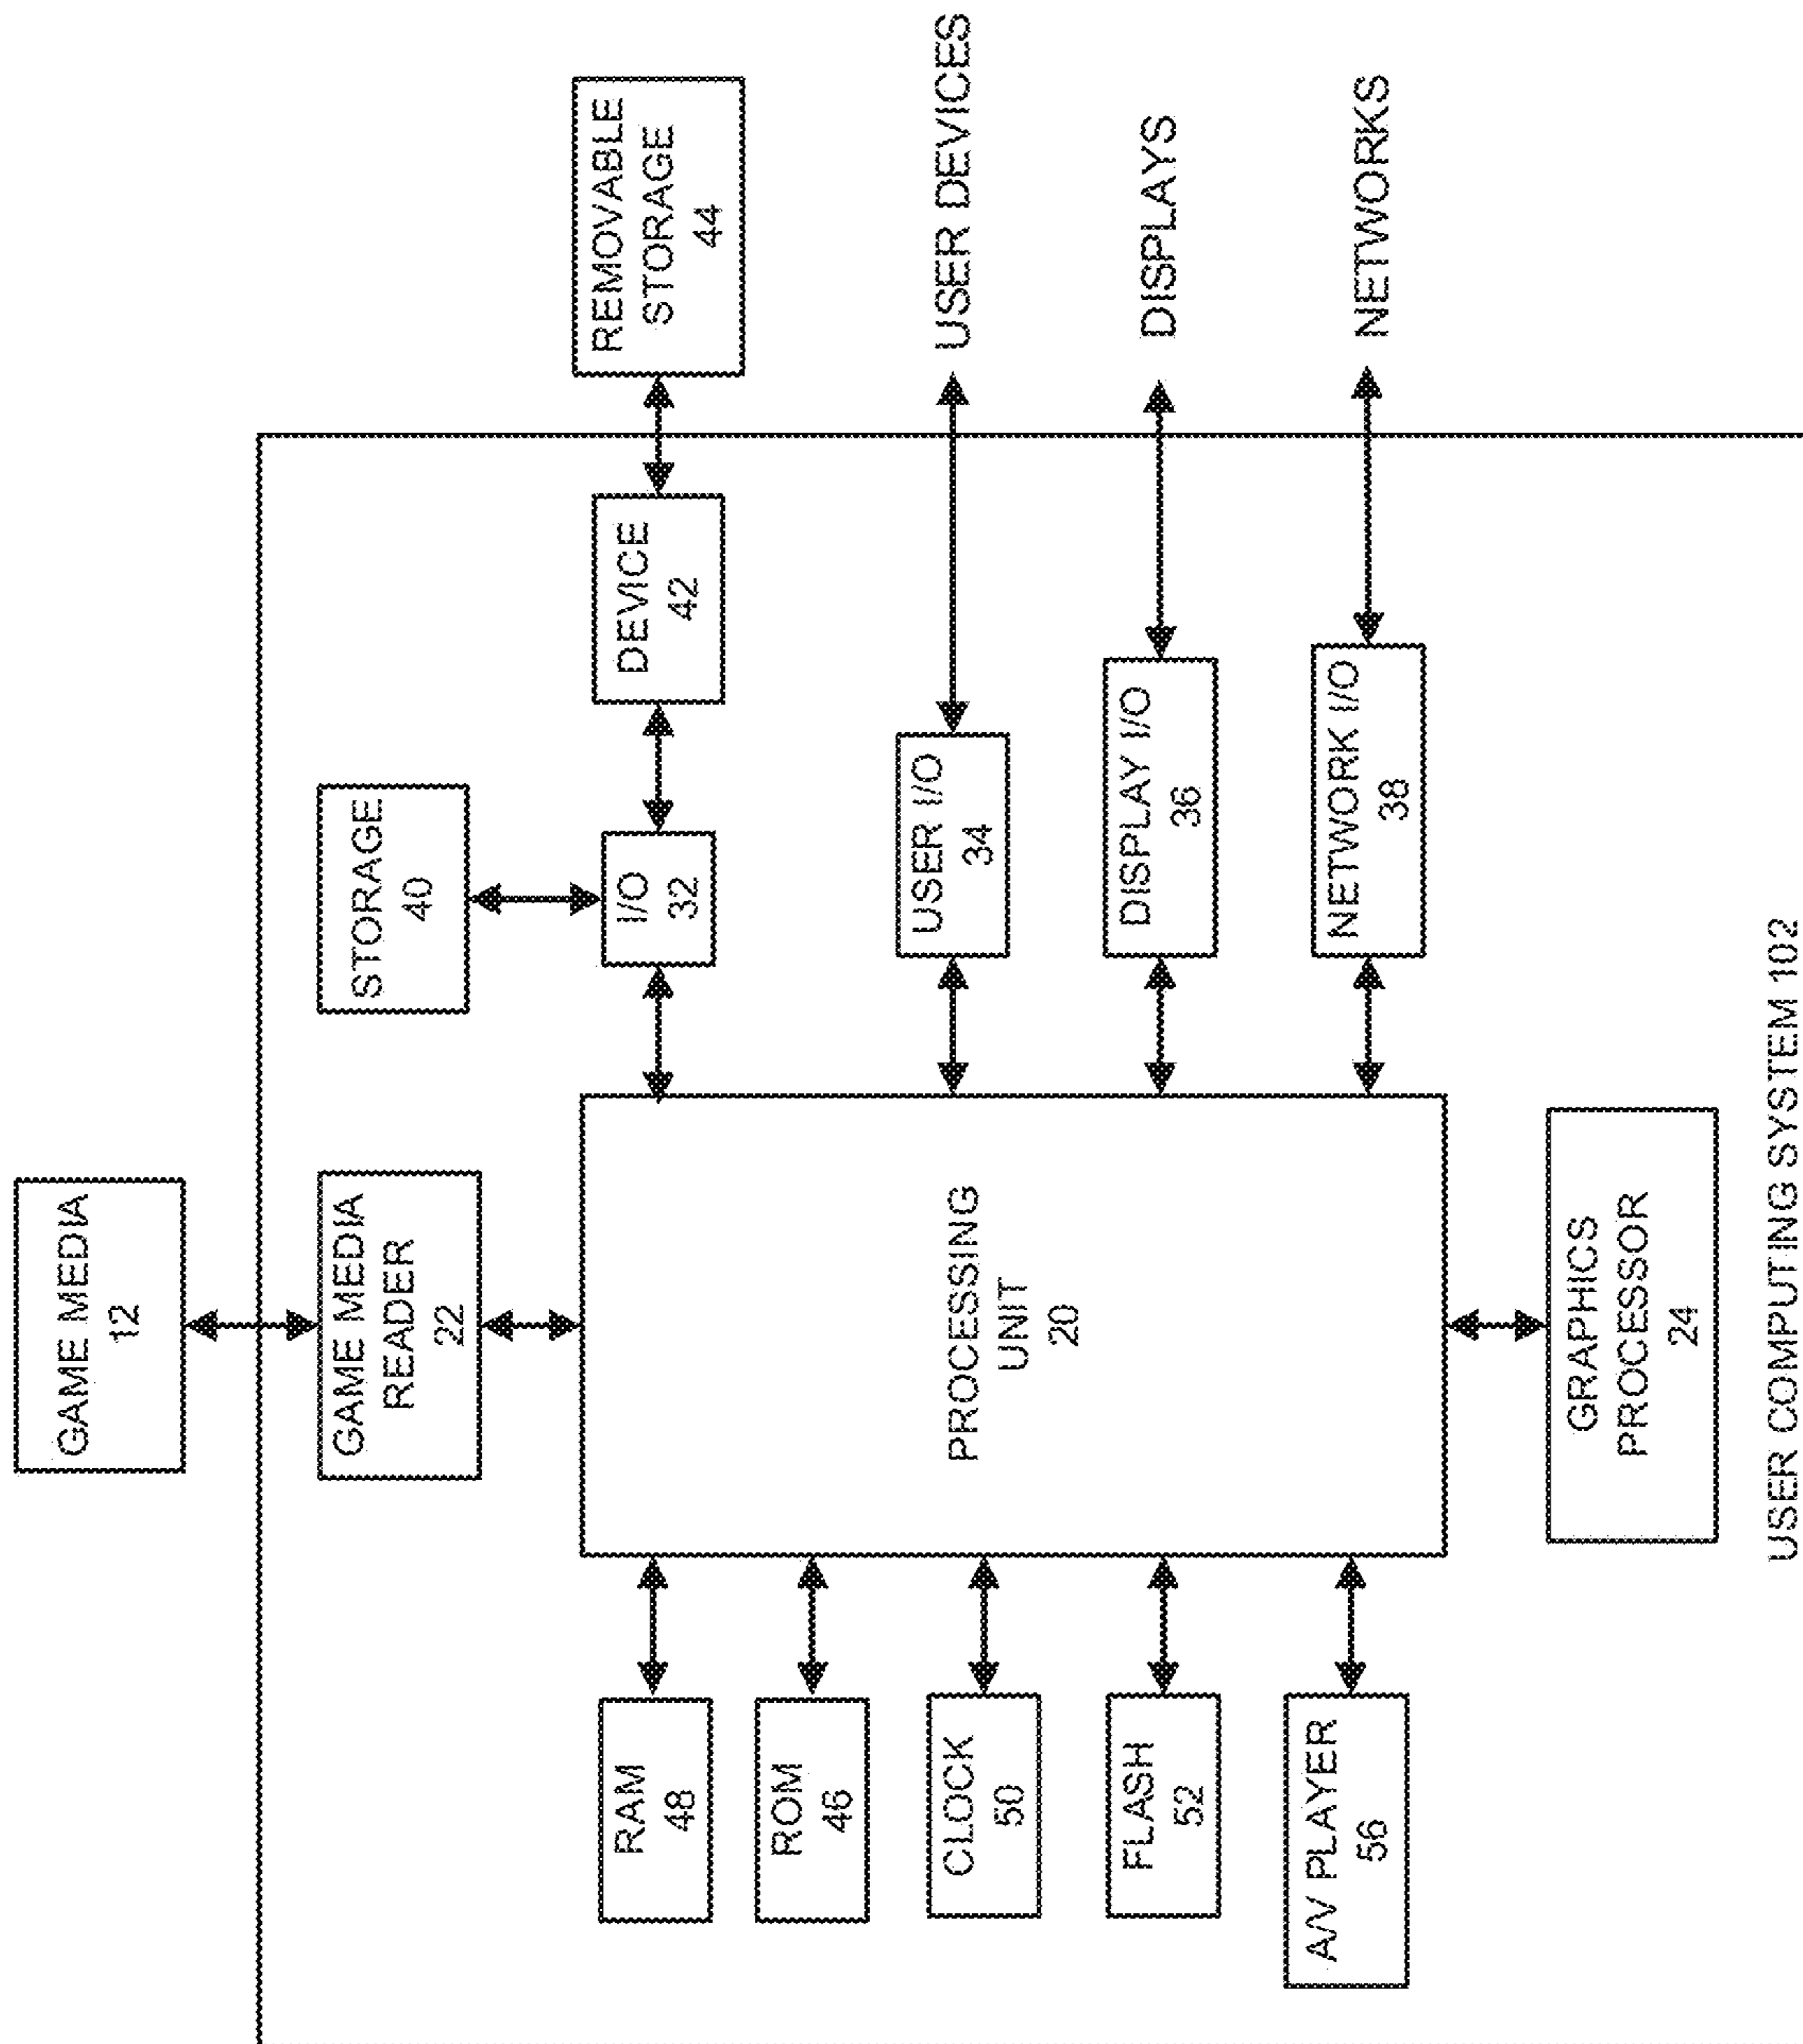 GAME MEDIA
12
GAME MEDIA
READER
22
STORAGE
40
RAM
48
I/O
32
DEVICE
42
REMOVABLE
STORAGE
44
ROM
46
PROCESSING
UNIT
20
USER I/O
34
USER DEVICES
CLOCK
50
DISPLAY I/O
36
DISPLAYS
FLASH
52
NETWORK I/O
38
NETWORKS
A/V PLAYER
56
GRAPHICS
PROCESSOR
24
USER COMPUTING SYSTEM 102